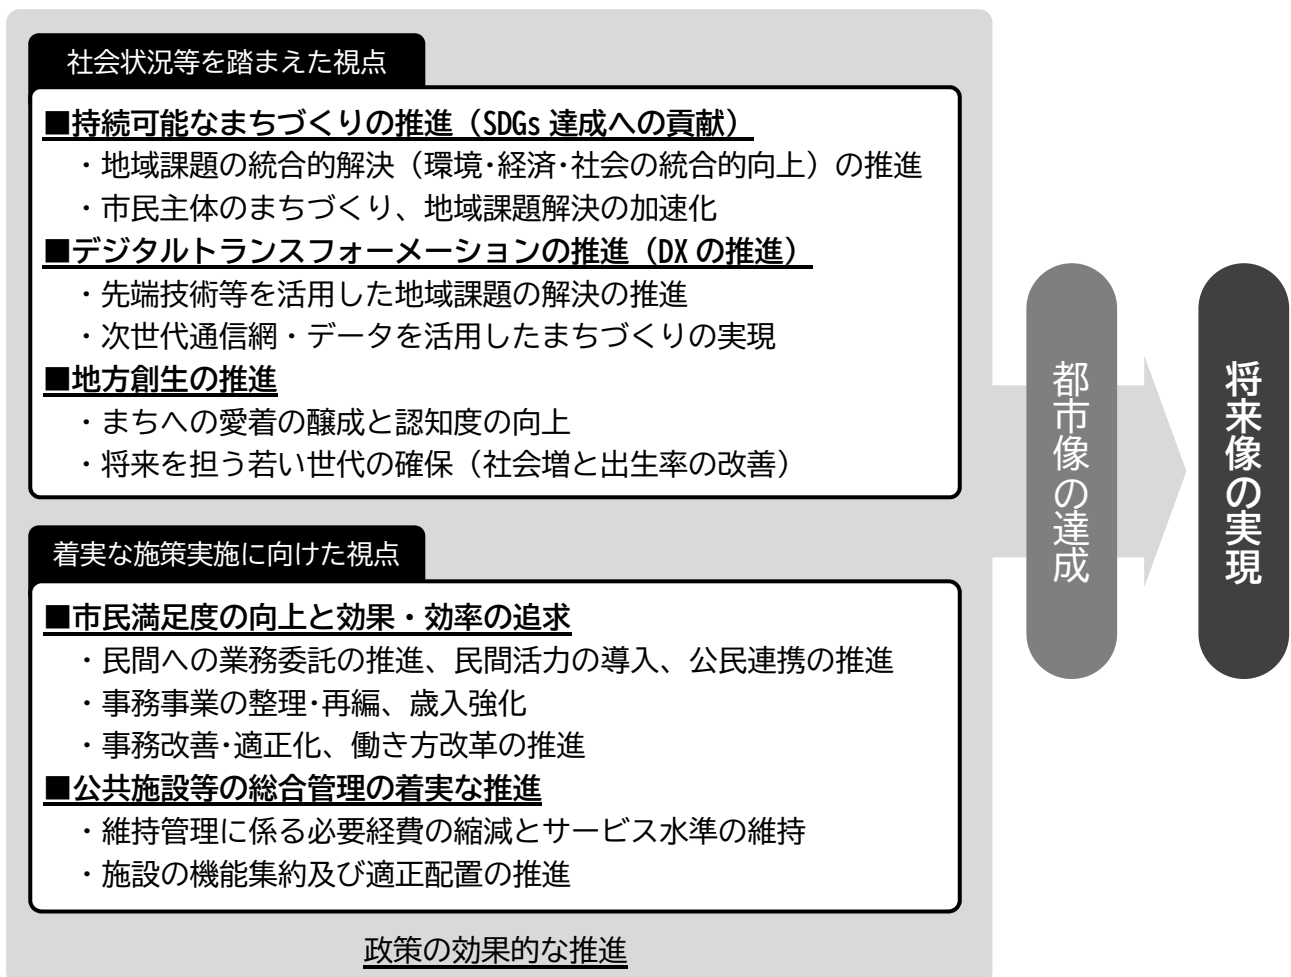 社会状況等を踏まえた視点
■持続可能なまちづくりの推進（SDGs 達成への貢献）
・地域課題の統合的解決（環境･経済･社会の統合的向上）の推進
・市民主体のまちづくり、地域課題解決の加速化
■デジタルトランスフォーメーションの推進（DX の推進）
・先端技術等を活用した地域課題の解決の推進
・次世代通信網・データを活用したまちづくりの実現
■地方創生の推進
・まちへの愛着の醸成と認知度の向上
・将来を担う若い世代の確保（社会増と出生率の改善）
着実な施策実施に向けた視点
■市民満足度の向上と効果・効率の追求
・民間への業務委託の推進、民間活力の導入、公民連携の推進
・事務事業の整理･再編、歳入強化
・事務改善･適正化、働き方改革の推進
■公共施設等の総合管理の着実な推進
・維持管理に係る必要経費の縮減とサービス水準の維持
・施設の機能集約及び適正配置の推進
政策の効果的な推進
都市像の達成
将来像の実現